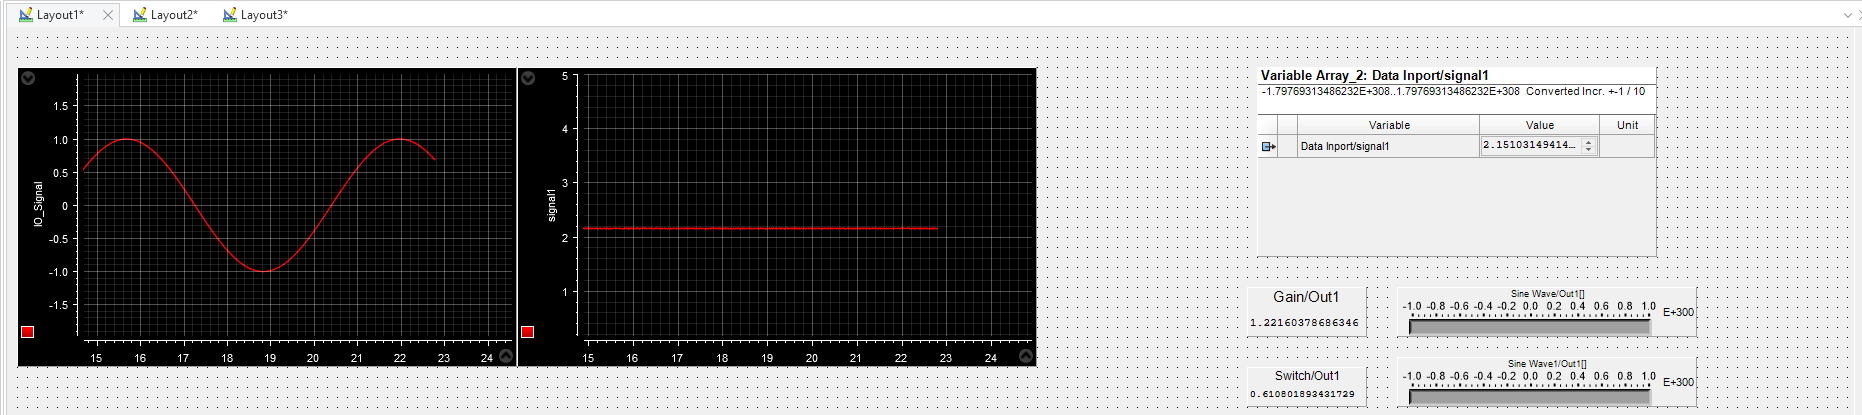 Layout1*
Layout2*
Layout3*
IO_Signal
1.5
1.0
0.5
0
-0.5
-1.0
-1.5
15 16 17 18 19 20 21 22 23 24
signal1
5
4
3
2
1
15 16 17 18 19 20 21 22 23 24
Variable Array_2: Data Inport/signal1
-1.79769313486232E+308..1.79769313486232E+308 Converted Incr. +-1 / 10
Variable Value Unit
Data Inport/signal1 2.15103149414...
Gain/Out1
1.22160378686346
Sine Wave/Out1[]
-1.0 -0.8 -0.6 -0.4 -0.2 0.0 0.2 0.4 0.6 0.8 1.0
E+300
Switch/Out1
0.610801893431729
Sine Wave1/Out1[]
-1.0 -0.8 -0.6 -0.4 -0.2 0.0 0.2 0.4 0.6 0.8 1.0
E+300